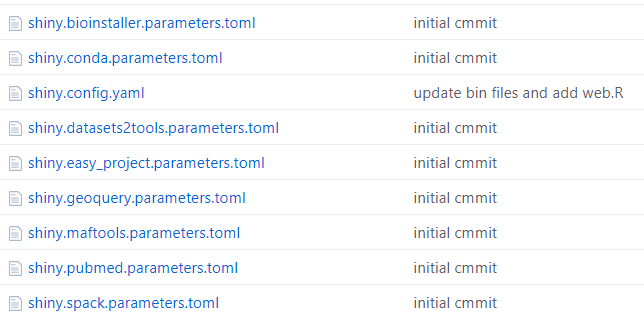 shiny.bioinstaller.parameters.toml initial cmmit
shiny.conda.parameters.toml initial cmmit
shiny.config.yaml update bin files and add web.R
shiny.datasets2tools.parameters.toml initial cmmit
shiny.easy_project.parameters.toml initial cmmit
shiny.geoquery.parameters.toml initial cmmit
shiny.maftools.parameters.toml initial cmmit
shiny.pubmed.parameters.toml initial cmmit
shiny.spack.parameters.toml initial cmmit